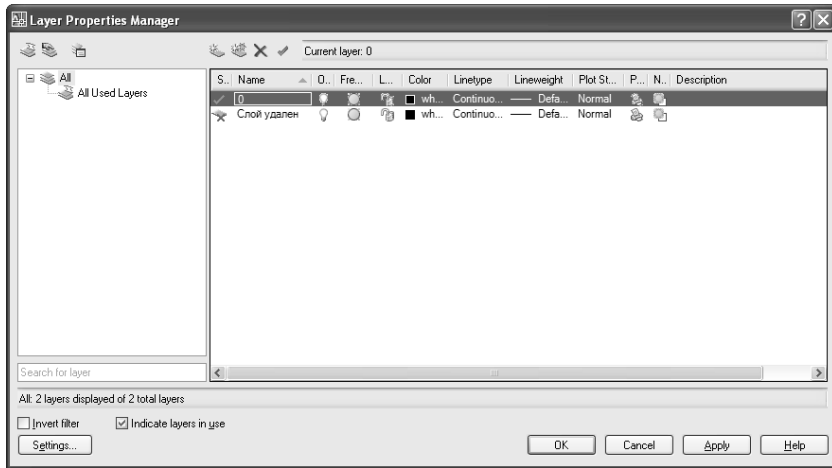 Layer Properties Manager
Current layer: 0
All
All Used Layers
S.. Name O.. Fre... L... Color Linetype Lineweight Plot St... P... N.. Description
0 wh... Continuo... Defa... Normal
Слой удален wh... Continuo... Defa... Normal
Search for layer
All: 2 layers displayed of 2 total layers
Invert filter Indicate layers in use
Settings... OK Cancel Apply Help